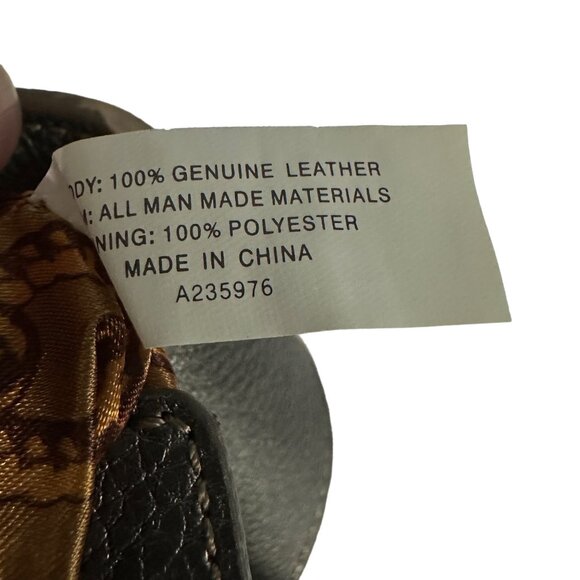 ODY: 100% GENUINE LEATHER
M: ALL MAN MADE MATERIALS
NING: 100% POLYESTER
MADE IN CHINA
A235976